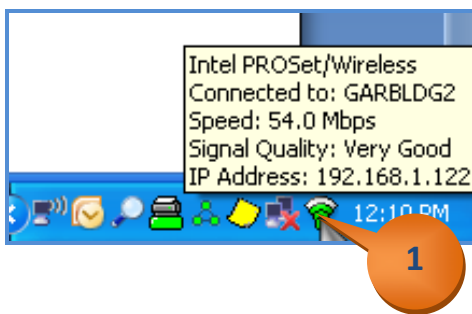 Intel PROSet/Wireless
Connected to: GARBLDG2
Speed: 54.0 Mbps
Signal Quality: Very Good
IP Address: 192.168.1.122
12:10 PM
1